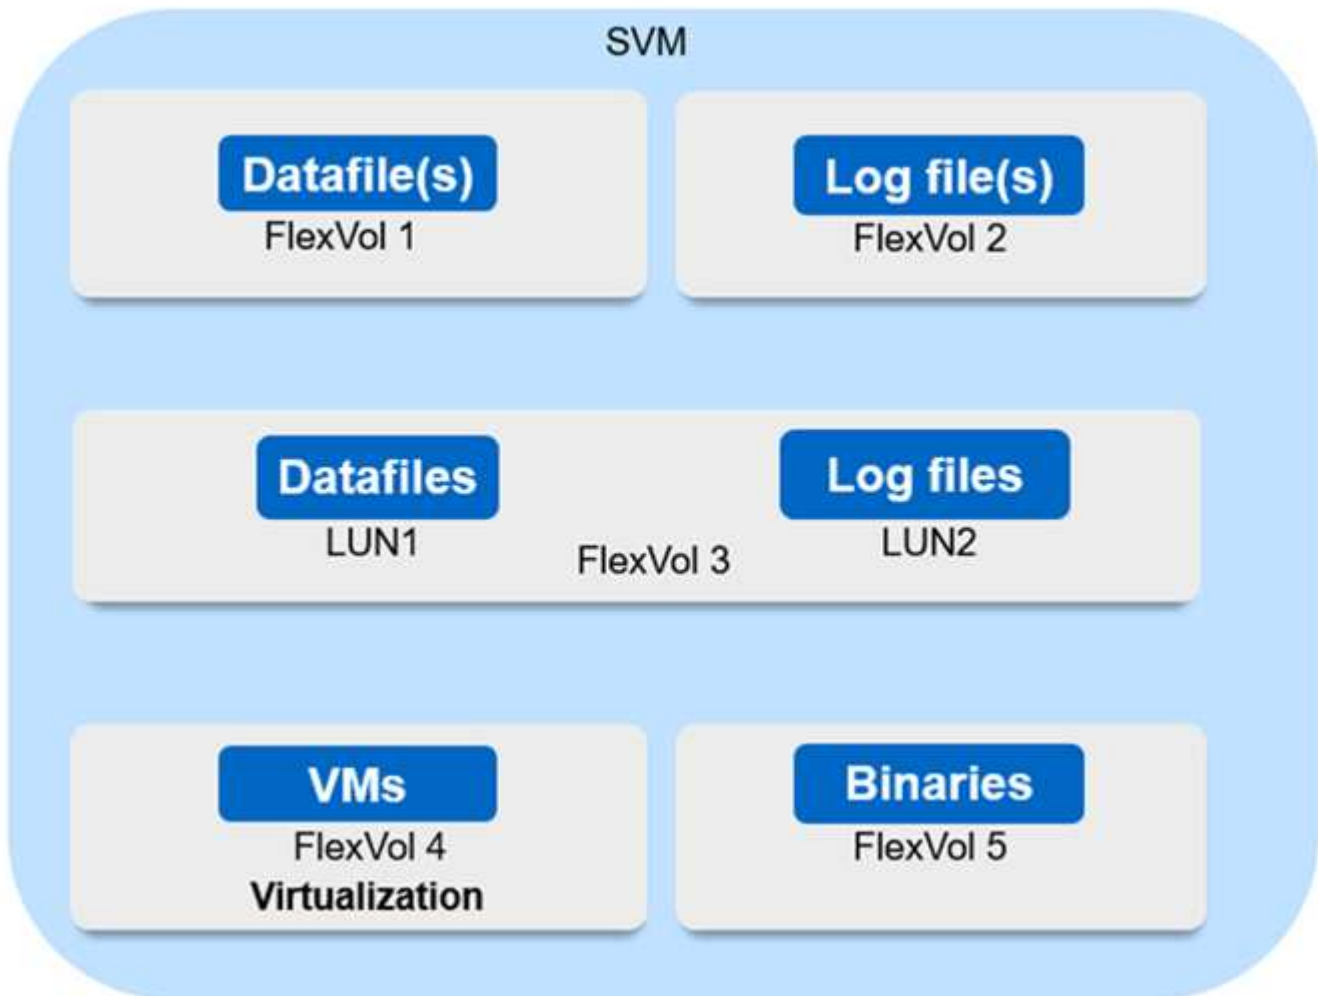 SVM
Datafile(s)
FlexVol 1
Log file(s)
FlexVol 2
Datafiles
LUN1
Log files
LUN2
FlexVol 3
VMs
FlexVol 4
Virtualization
Binaries
FlexVol 5